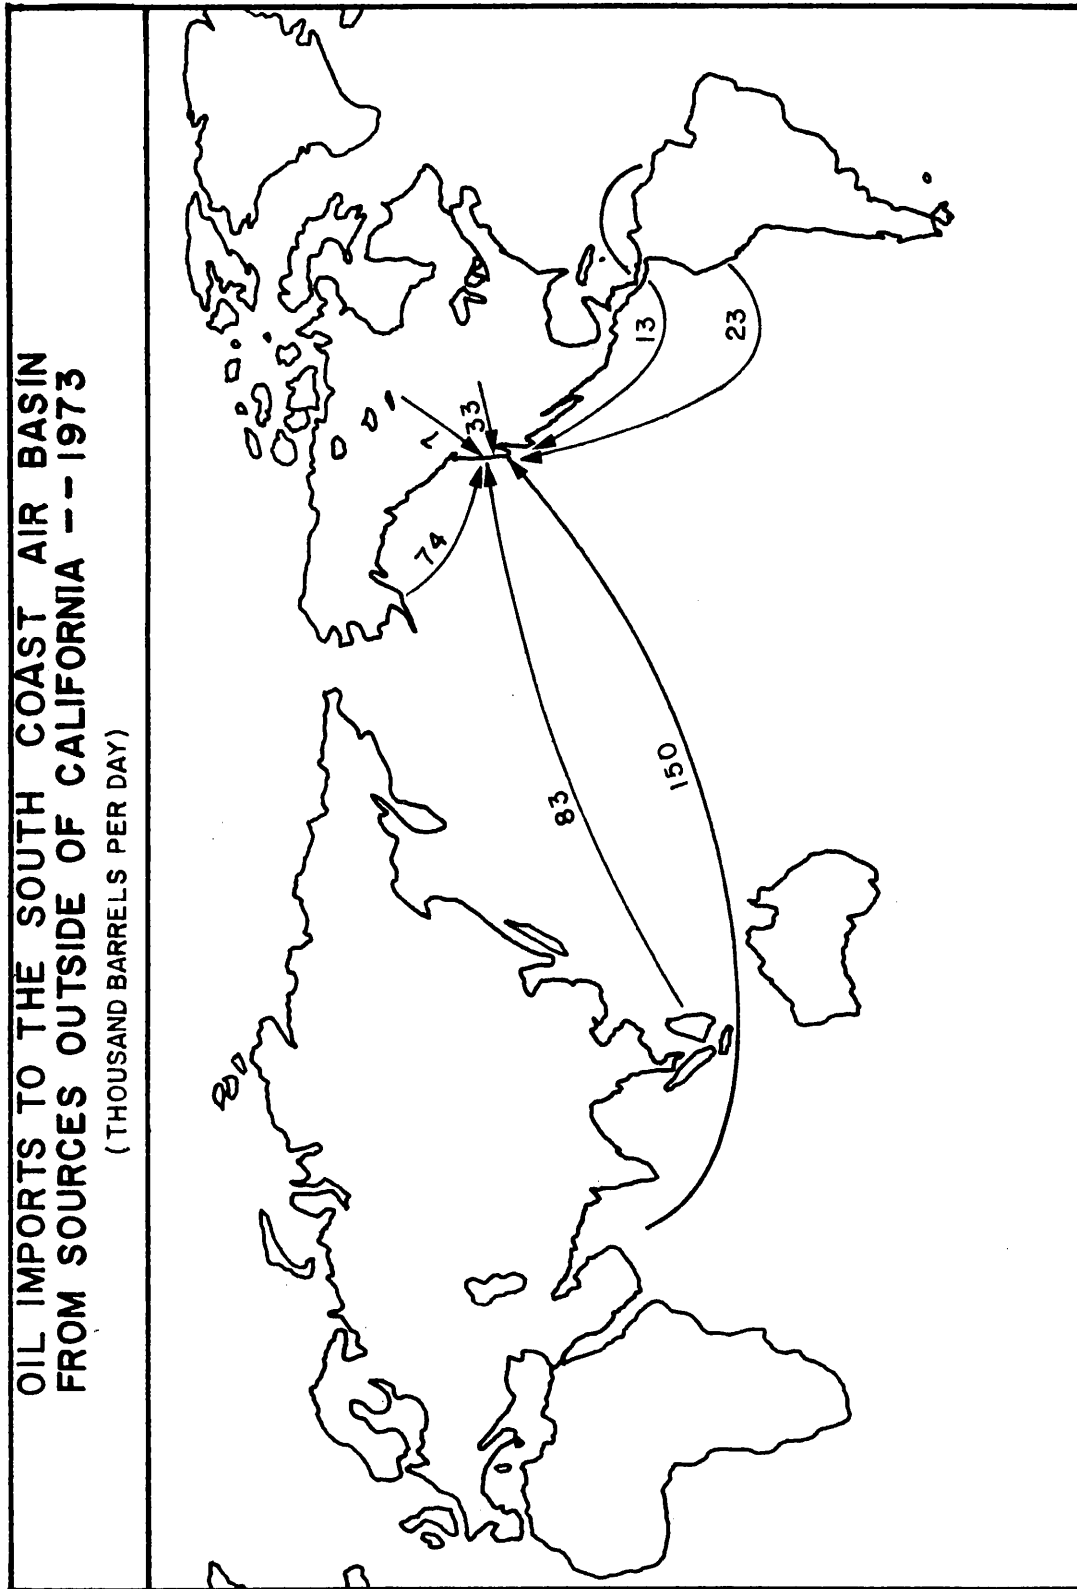 OIL IMPORTS TO THE SOUTH COAST AIR BASIN
FROM SOURCES OUTSIDE OF CALIFORNIA -- 1973
(THOUSAND BARRELS PER DAY)
74
33
13
23
83
150